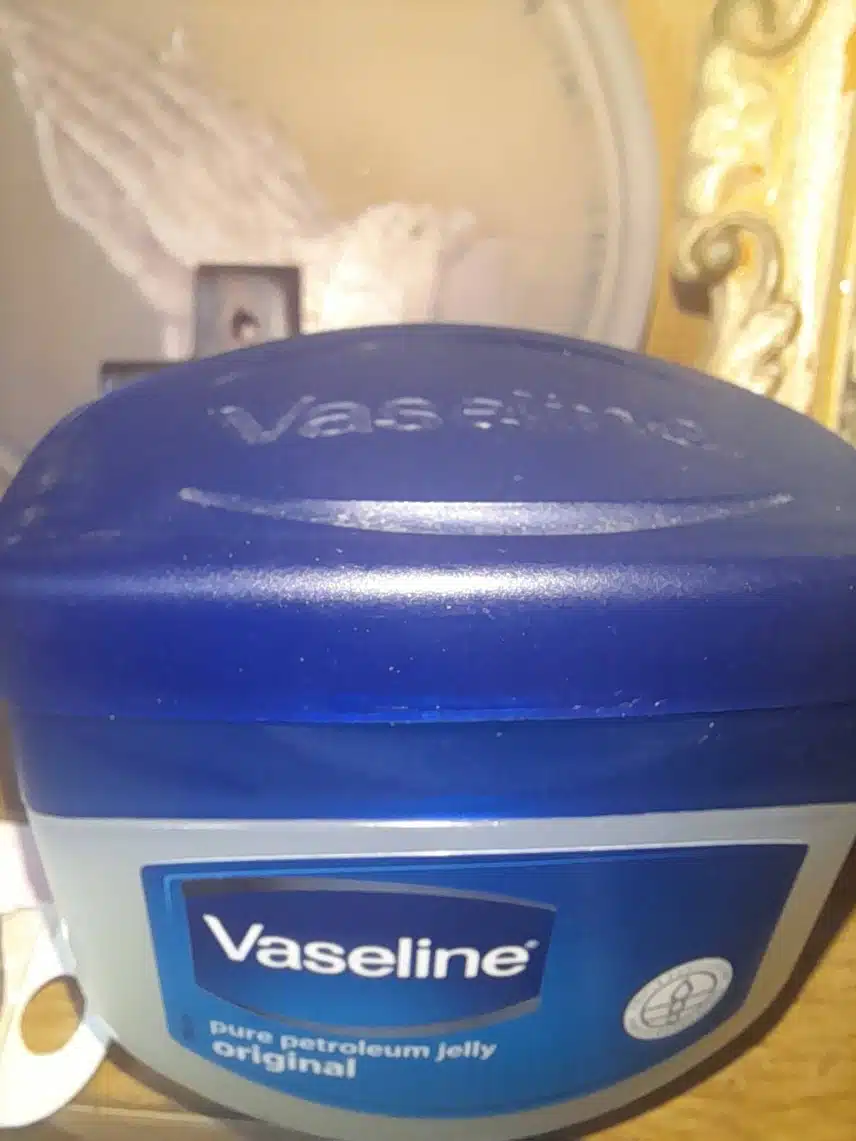 Vaseline
Vaseline
pure petroleum jelly
original